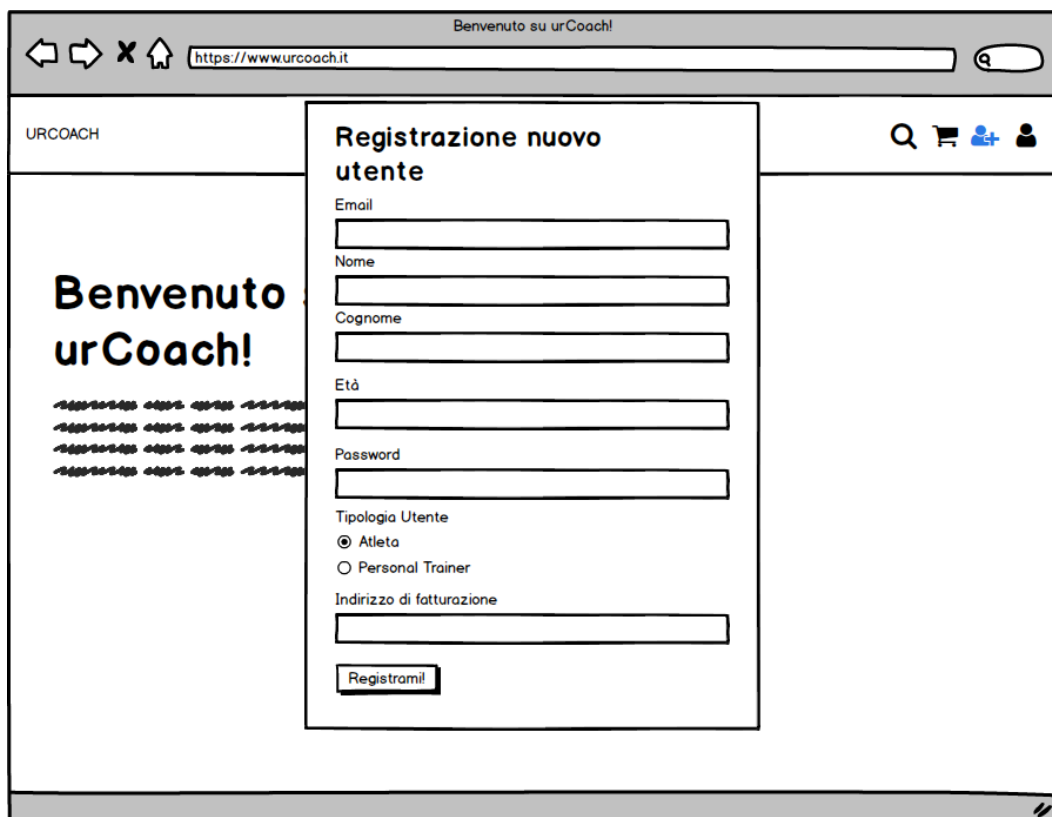 Benvenuto su urCoach!
https://www.urcoach.it
URCOACH
Registrazione nuovo
utente
Email
Nome
Cognome
Età
Password
Tipologia Utente
Atleta
Personal Trainer
Indirizzo di fatturazione
Registrami!
Benvenuto
urCoach!